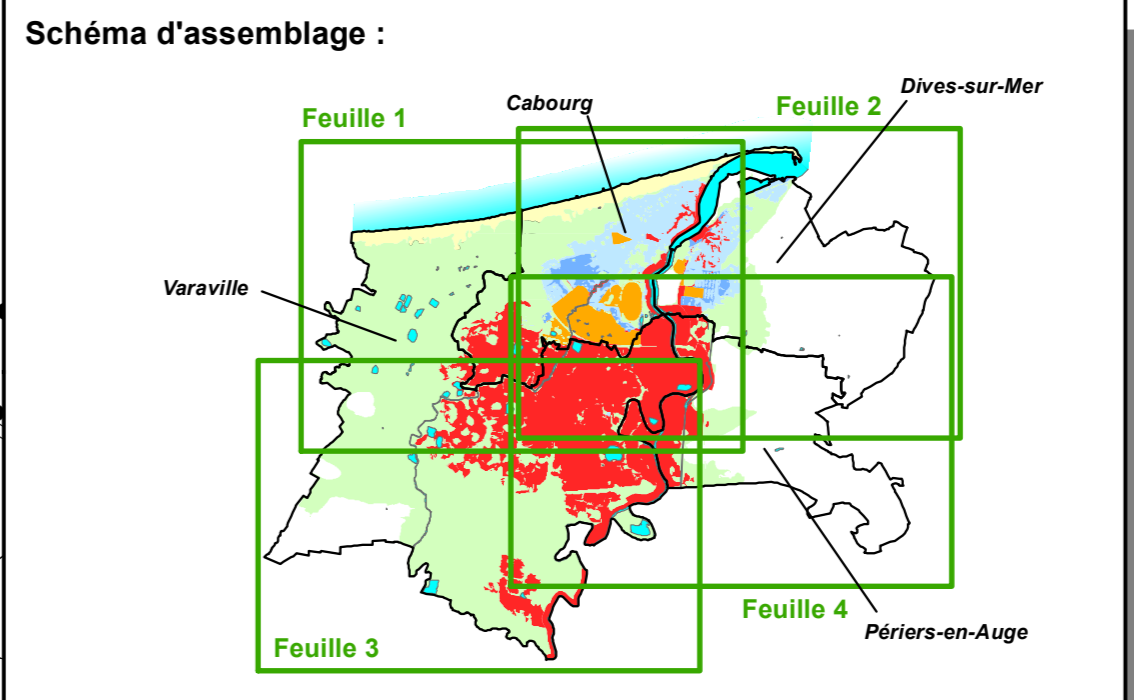 Schéma d'assemblage :
Dives-sur-Mer
Cabourg
Feuille 2
Feuille 1
Varaville
Feuille 4
Périers-en-Auge
Feuille 3